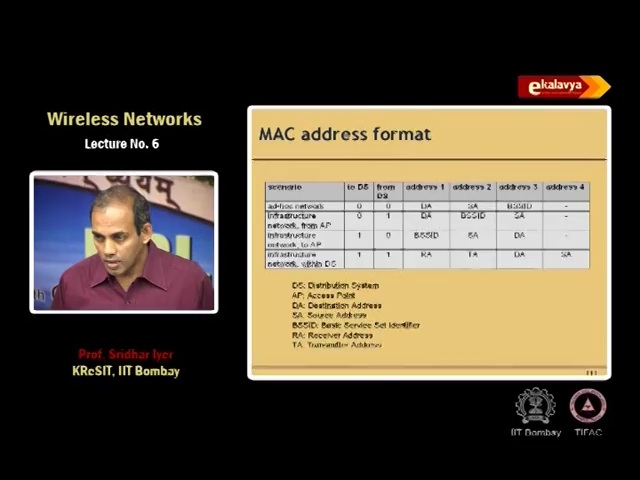 ekalavya
Wireless Networks
Lecture No. 6
MAC address format
scenario to DS from DS address 1 address 2 address 3 address 4
ad-hoc network 0 0 DA SA BSSID -
infrastructure network, from AP 0 1 DA BSSID SA -
infrastructure network, to AP 1 0 BSSID SA DA -
infrastructure network, within DS 1 1 RA TA DA SA
DS: Distribution System
AP: Access Point
DA: Destination Address
SA: Source Address
BSSID: Basic Service Set Identifier
RA: Receiver Address
TA: Transmitter Address
Prof. Sridhar Iyer
KReSIT, IIT Bombay
IIT Bombay
TIFAC